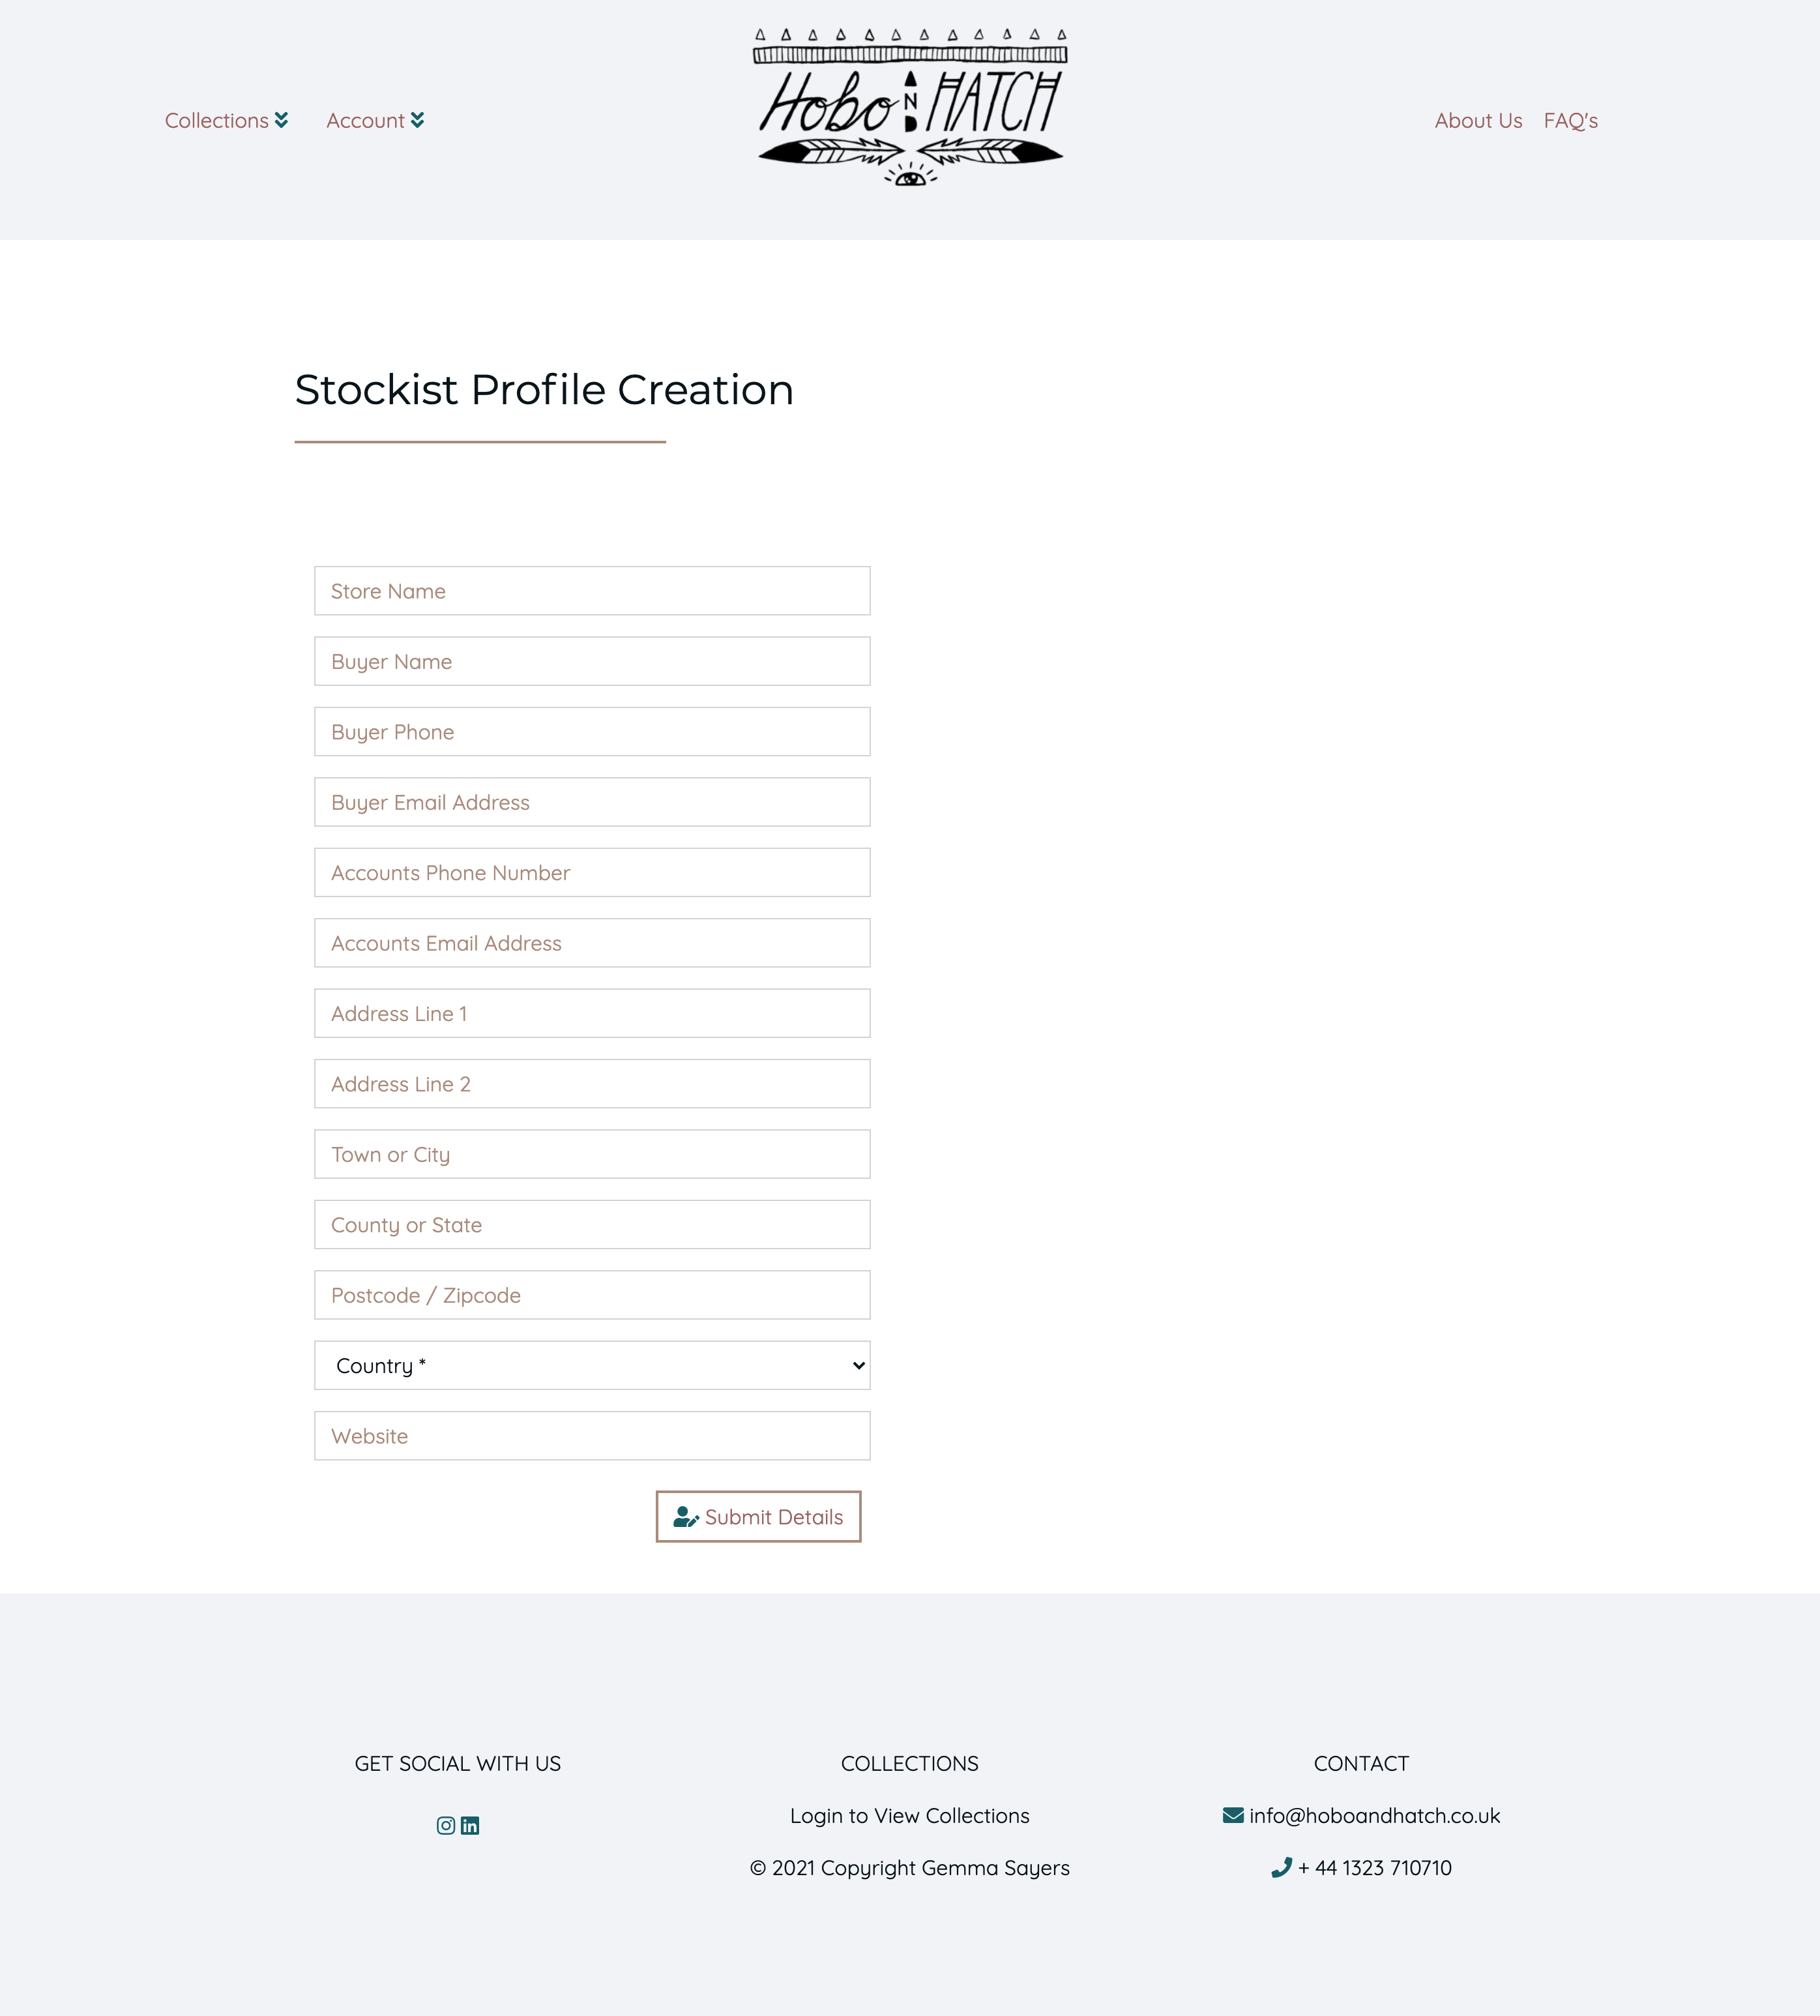 Collections
Account
Hobo AND HATCH
About Us
FAQ's
Stockist Profile Creation
Store Name
Buyer Name
Buyer Phone
Buyer Email Address
Accounts Phone Number
Accounts Email Address
Address Line 1
Address Line 2
Town or City
County or State
Postcode / Zipcode
Country *
Website
Submit Details
GET SOCIAL WITH US
COLLECTIONS
Login to View Collections
© 2021 Copyright Gemma Sayers
CONTACT
info@hoboandhatch.co.uk
+ 44 1323 710710